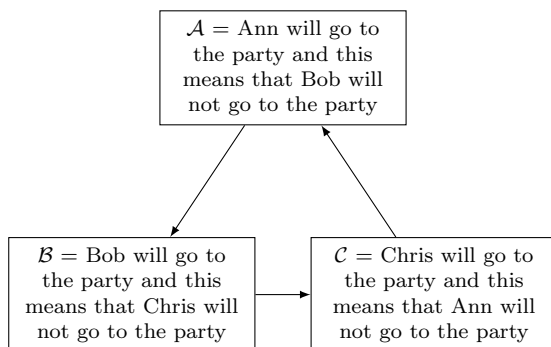 𝒜 = Ann will go to
the party and this
means that Bob will
not go to the party
ℬ = Bob will go to
the party and this
means that Chris will
not go to the party
𝒞 = Chris will go to
the party and this
means that Ann will
not go to the party